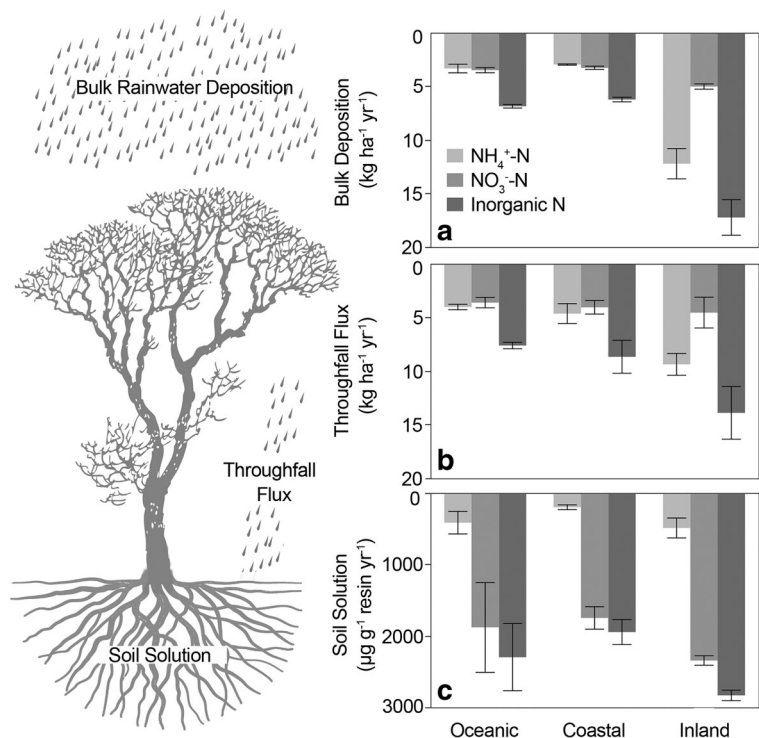 Bulk Rainwater Deposition
Throughfall
Flux
Soil Solution
Bulk Deposition
(kg ha⁻¹ yr⁻¹)
0
5
10
15
20
NH₄⁺-N
NO₃⁻-N
Inorganic N
a
Throughfall Flux
(kg ha⁻¹ yr⁻¹)
0
5
10
15
20
b
Soil Solution
(µg g⁻¹ resin yr⁻¹)
0
1000
2000
3000
c
Oceanic Coastal Inland